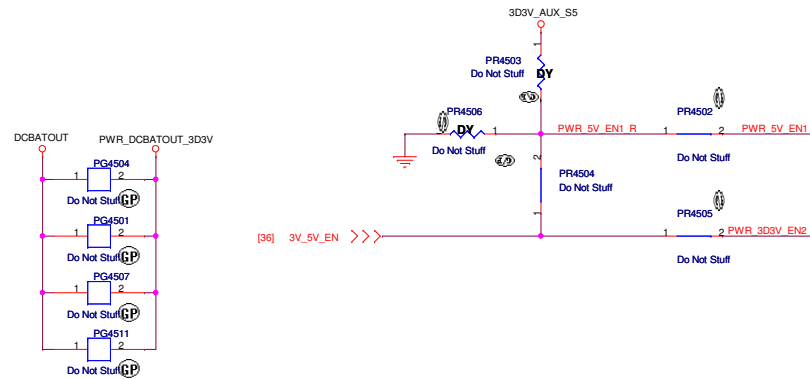 3D3V_AUX_S5
1
PR4503
Do Not Stuff
DY
PR4506
DY
1
Do Not Stuff
PWR_5V_EN1_R
PR4502
1
2
PWR_5V_EN1
Do Not Stuff
2
PR4504
Do Not Stuff
1
[36]
3V_5V_EN
PR4505
1
2
PWR_3D3V_EN2
Do Not Stuff
DCBATOUT
PWR_DCBATOUT_3D3V
PG4504
1
2
Do Not Stuff
GP
PG4501
1
2
Do Not Stuff
GP
PG4507
1
2
Do Not Stuff
GP
PG4511
1
2
Do Not Stuff
GP